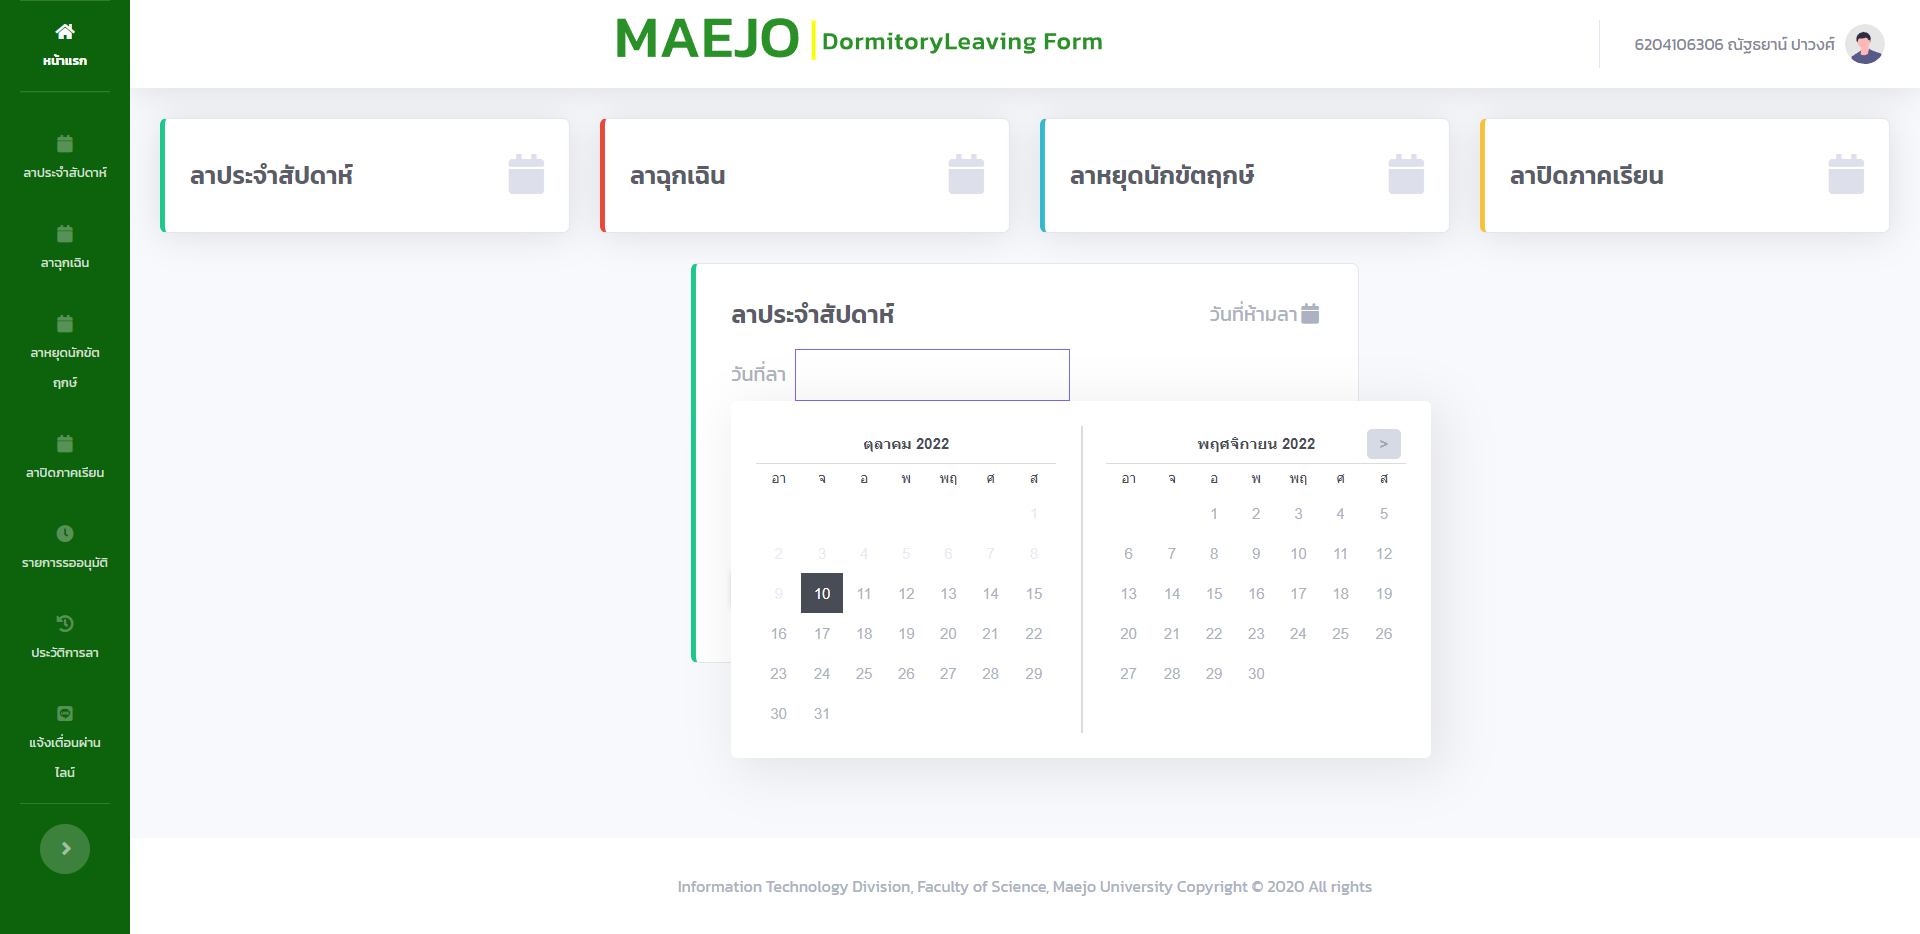 หน้าแรก
ลาประจำสัปดาห์
ลาฉุกเฉิน
ลาหยุดนักขัต
ฤกษ์
ลาปิดภาคเรียน
รายการรออนุมัติ
ประวัติการลา
แจ้งเตื่อนผ่าน
ไลน์
MAEJO DormitoryLeaving Form
6204106306 ณัฐธยาน์ ปาวงศ์
ลาประจำสัปดาห์
ลาฉุกเฉิน
ลาหยุดนักขัตฤกษ์
ลาปิดภาคเรียน
ลาประจำสัปดาห์
วันที่ห้ามลา
วันที่ลา
ตุลาคม 2022
อา จ อ พ พฤ ศ ส
1
2 3 4 5 6 7 8
9 10 11 12 13 14 15
16 17 18 19 20 21 22
23 24 25 26 27 28 29
30 31
พฤศจิกายน 2022 >
อา จ อ พ พฤ ศ ส
1 2 3 4 5
6 7 8 9 10 11 12
13 14 15 16 17 18 19
20 21 22 23 24 25 26
27 28 29 30
Information Technology Division, Faculty of Science, Maejo University Copyright © 2020 All rights